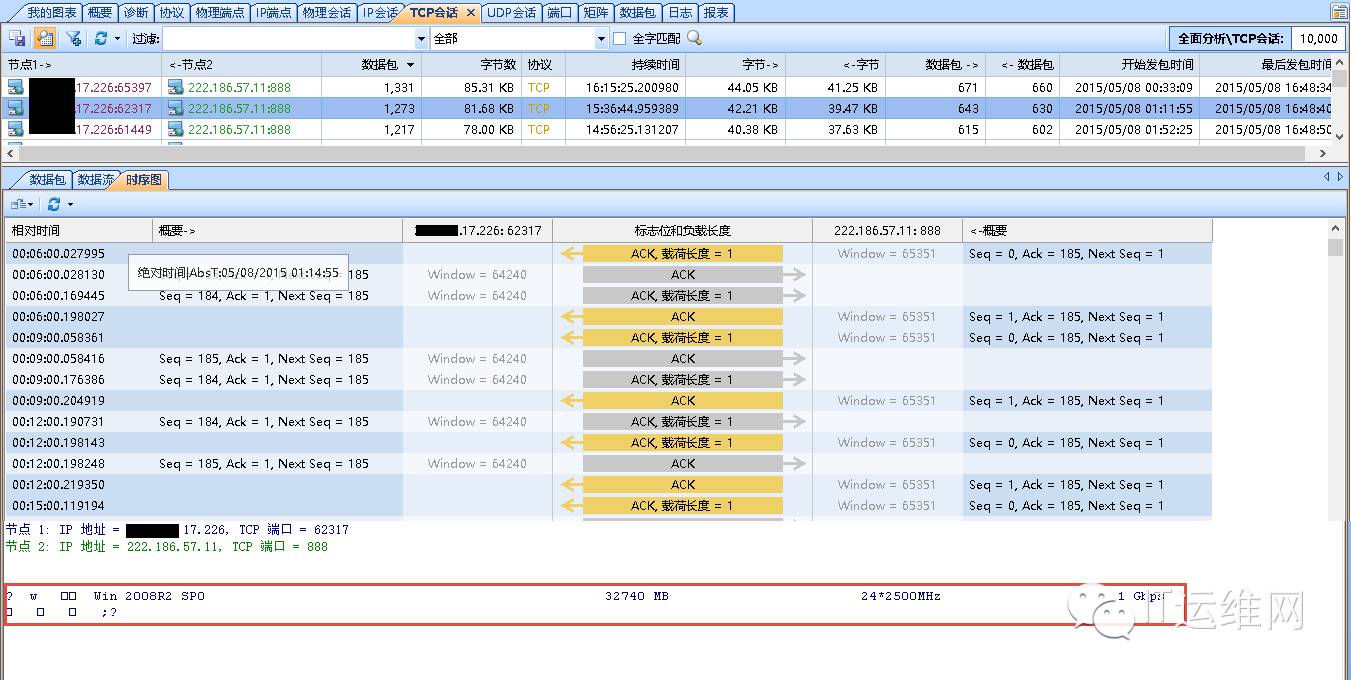 我的图表 概要 诊断 协议 物理端点 IP端点 物理会话 IP会话 TCP会话 × UDP会话 端口 矩阵 数据包 日志 报表
过滤: 全部 全字匹配 全面分析\TCP会话: 10,000
节点1-> <-节点2 数据包 字节数 协议 持续时间 字节-> <-字节 数据包 -> <- 数据包 开始发包时间 最后发包时间
.17.226:65397 222.186.57.11:888 1,331 85.31 KB TCP 16:15:25.200980 44.05 KB 41.25 KB 671 660 2015/05/08 00:33:09 2015/05/08 16:48:34
.17.226:62317 222.186.57.11:888 1,273 81.68 KB TCP 15:36:44.959389 42.21 KB 39.47 KB 643 630 2015/05/08 01:11:55 2015/05/08 16:48:40
.17.226:61449 222.186.57.11:888 1,217 78.00 KB TCP 14:56:25.131207 40.38 KB 37.63 KB 615 602 2015/05/08 01:52:25 2015/05/08 16:48:50
数据包 数据流 时序图
相对时间 概要-> .17.226: 62317 标志位和负载长度 222.186.57.11: 888 <-概要
00:06:00.027995 ACK, 载荷长度 = 1 Window = 65351 Seq = 0, Ack = 185, Next Seq = 1
绝对时间|AbsT:05/08/2015 01:14:55
00:06:00.028130 185 Window = 64240 ACK
00:06:00.169445 Seq = 184, Ack = 1, Next Seq = 185 Window = 64240 ACK, 载荷长度 = 1
00:06:00.198027 ACK Window = 65351 Seq = 1, Ack = 185, Next Seq = 1
00:09:00.058361 ACK, 载荷长度 = 1 Window = 65351 Seq = 0, Ack = 185, Next Seq = 1
00:09:00.058416 Seq = 185, Ack = 1, Next Seq = 185 Window = 64240 ACK
00:09:00.176386 Seq = 184, Ack = 1, Next Seq = 185 Window = 64240 ACK, 载荷长度 = 1
00:09:00.204919 ACK Window = 65351 Seq = 1, Ack = 185, Next Seq = 1
00:12:00.190731 Seq = 184, Ack = 1, Next Seq = 185 Window = 64240 ACK, 载荷长度 = 1
00:12:00.198143 ACK, 载荷长度 = 1 Window = 65351 Seq = 0, Ack = 185, Next Seq = 1
00:12:00.198248 Seq = 185, Ack = 1, Next Seq = 185 Window = 64240 ACK
00:12:00.219350 ACK Window = 65351 Seq = 1, Ack = 185, Next Seq = 1
00:15:00.119194 ACK, 载荷长度 = 1 Window = 65351 Seq = 0, Ack = 185, Next Seq = 1
节点 1: IP 地址 = 17.226, TCP 端口 = 62317
节点 2: IP 地址 = 222.186.57.11, TCP 端口 = 888
? w □□ Win 2008R2 SP0 32740 MB 24*2500MHz 1 Gbps
□ □ □ ;?
IT运维网